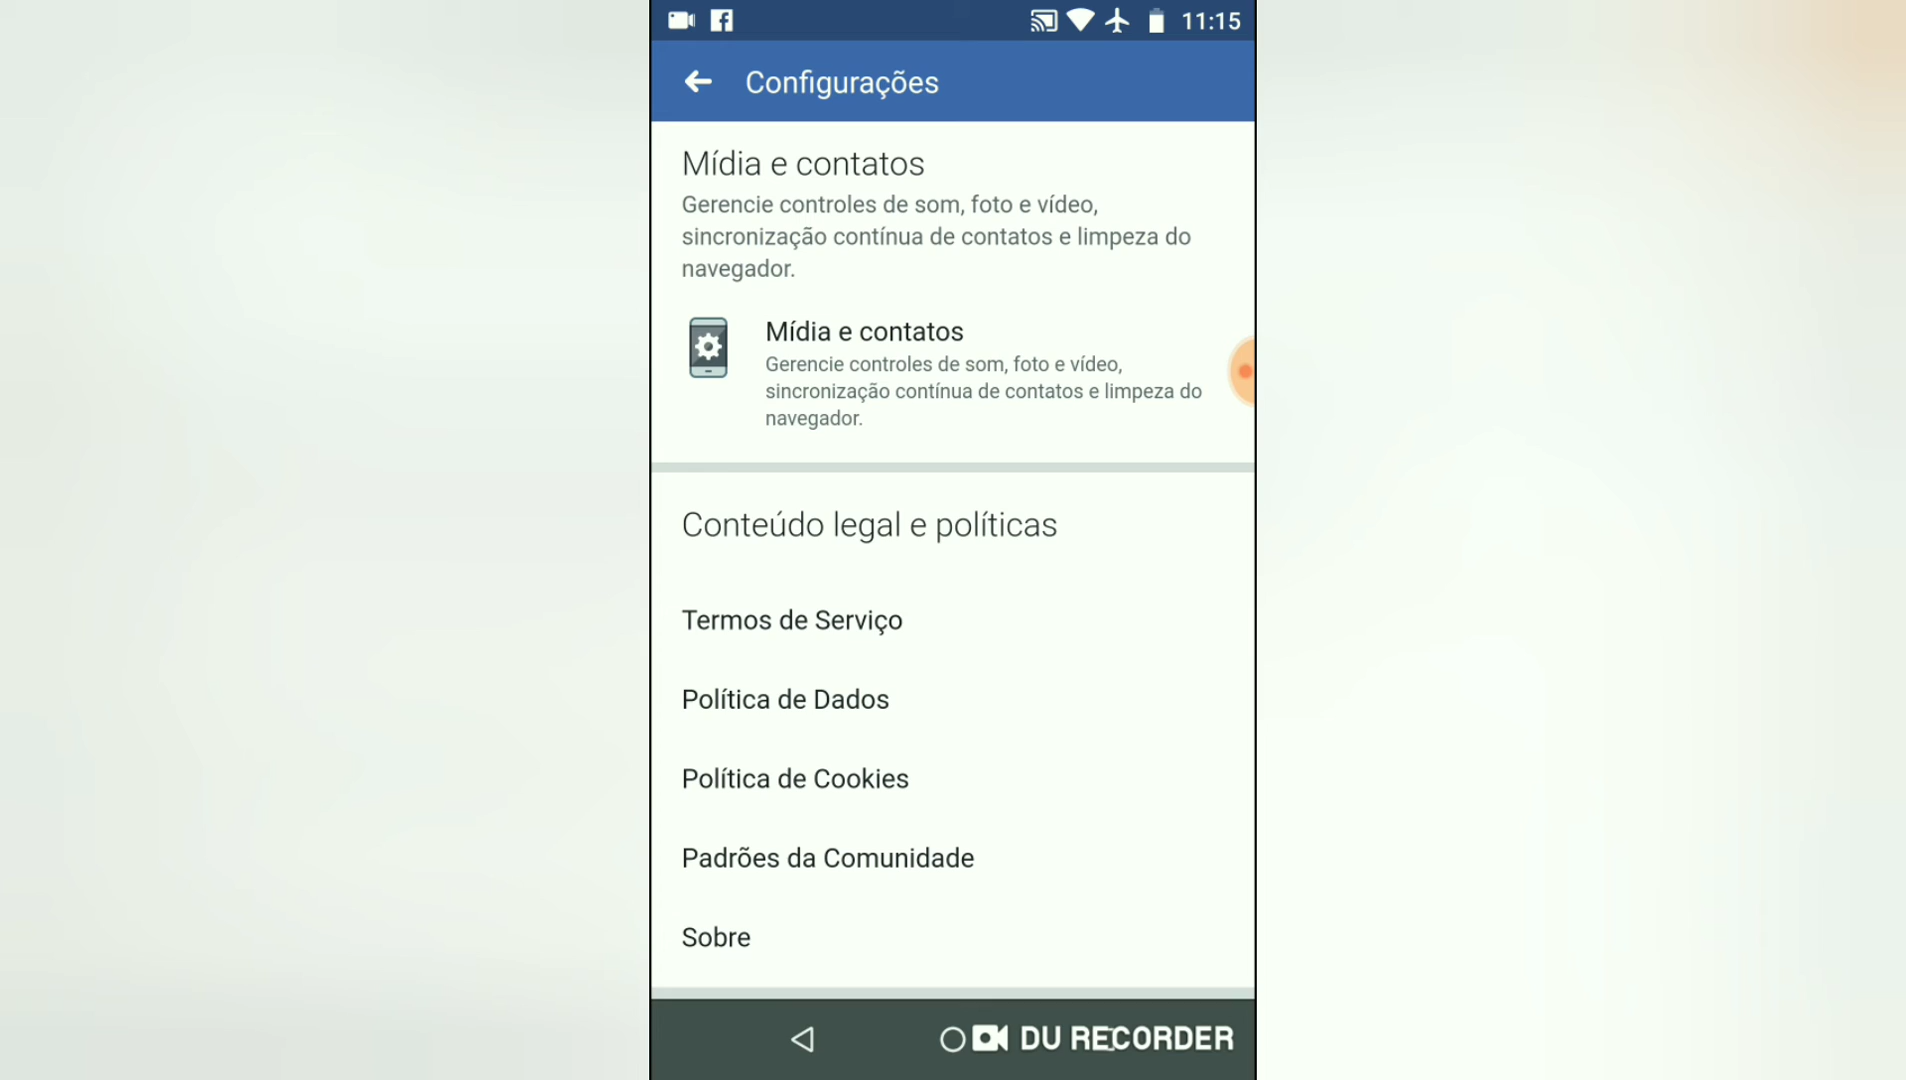 11:15
Configurações
Mídia e contatos
Gerencie controles de som, foto e vídeo,
sincronização contínua de contatos e limpeza do
navegador.
Mídia e contatos
Gerencie controles de som, foto e vídeo,
sincronização contínua de contatos e limpeza do
navegador.
Conteúdo legal e políticas
Termos de Serviço
Política de Dados
Política de Cookies
Padrões da Comunidade
Sobre
DU RECORDER